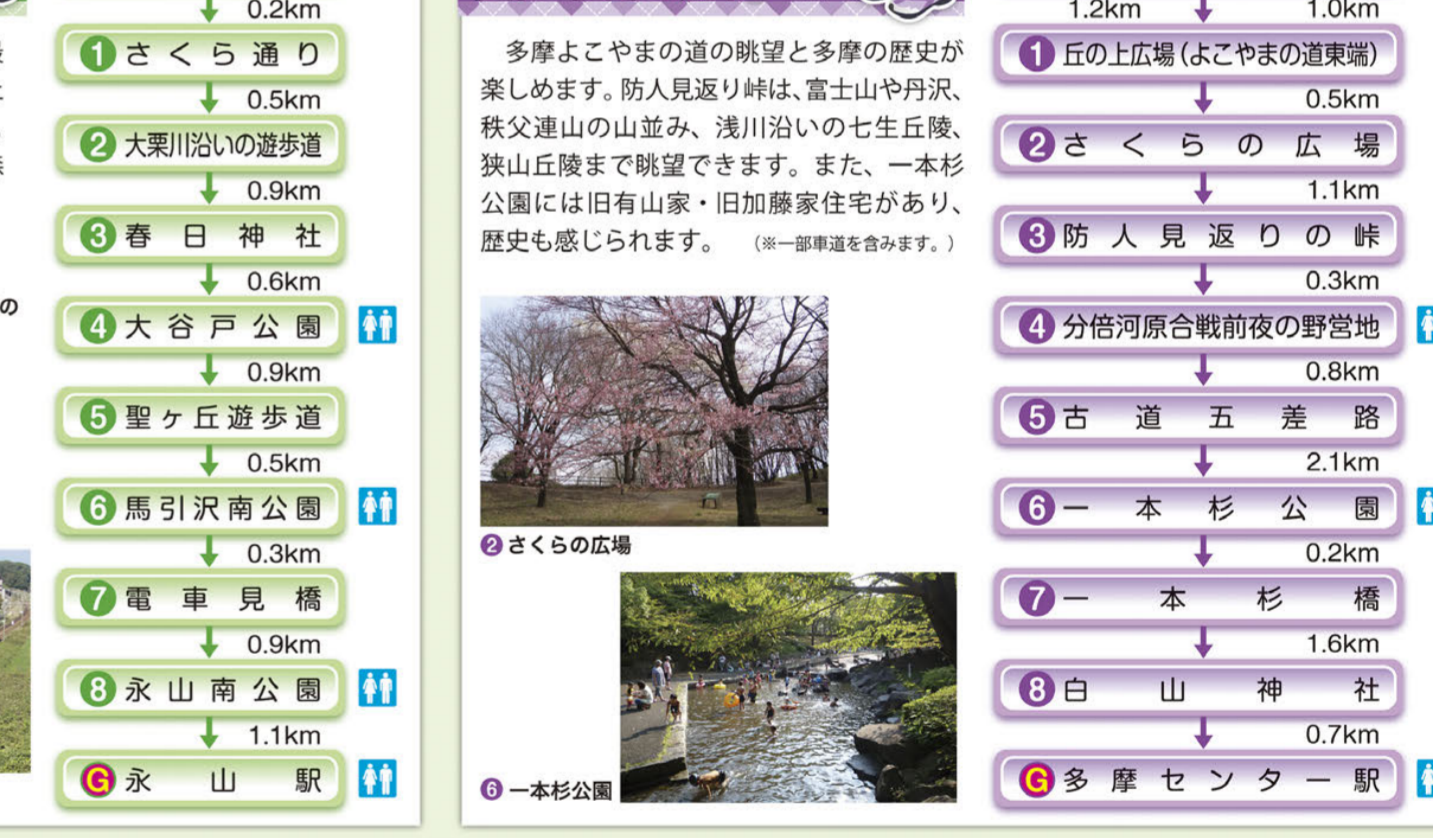 0.2km
1 さくら通り
0.5km
2 大栗川沿いの遊歩道
0.9km
3 春日神社
0.6km
4 大谷戸公園
0.9km
5 聖ヶ丘遊歩道
0.5km
6 馬引沢南公園
0.3km
7 電車見橋
0.9km
8 永山南公園
1.1km
G 永山駅
の
多摩よこやまの道の眺望と多摩の歴史が
楽しめます。防人見返り峠は、富士山や丹沢、
秩父連山の山並み、浅川沿いの七生丘陵、
狭山丘陵まで眺望できます。また、一本杉
公園には旧有山家・旧加藤家住宅があり、
歴史も感じられます。 (※一部車道を含みます。)
2 さくらの広場
6 一本杉公園
1.2km 1.0km
1 丘の上広場(よこやまの道東端)
0.5km
2 さくらの広場
1.1km
3 防人見返りの峠
0.3km
4 分倍河原合戦前夜の野営地
0.8km
5 古道五差路
2.1km
6 一本杉公園
0.2km
7 一本杉橋
1.6km
8 白山神社
0.7km
G 多摩センター駅